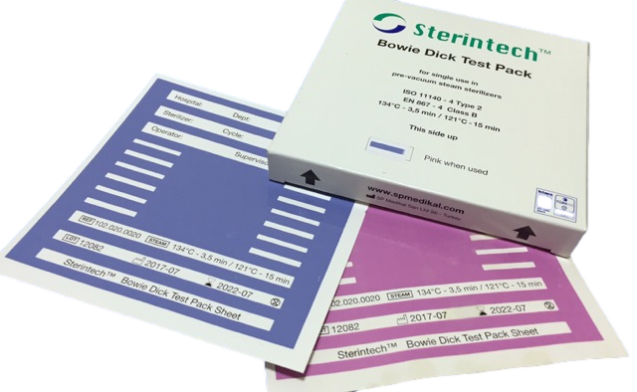 Sterintech™
Bowie Dick Test Pack
for single use in
pre-vacuum steam sterilizers
ISO 11140 - 4 Type 2
EN 867 - 4 Class B
134°C - 3,5 min / 121°C - 15 min
This side up
Pink when used
www.spmedikal.com
Hospital: Dept:
Sterilizer: Cycle:
Operator: Superviso
REF 102.020.0020 STEAM 134°C - 3,5 min / 121°C - 15 min
LOT 12082 2017-07 2022-07
Sterintech™ Bowie Dick Test Pack Sheet
02.020.0020 STEAM 134°C - 3,5 min / 121°C - 15 min
12082 2017-07 2022-07
Sterintech™ Bowie Dick Test Pack Sheet